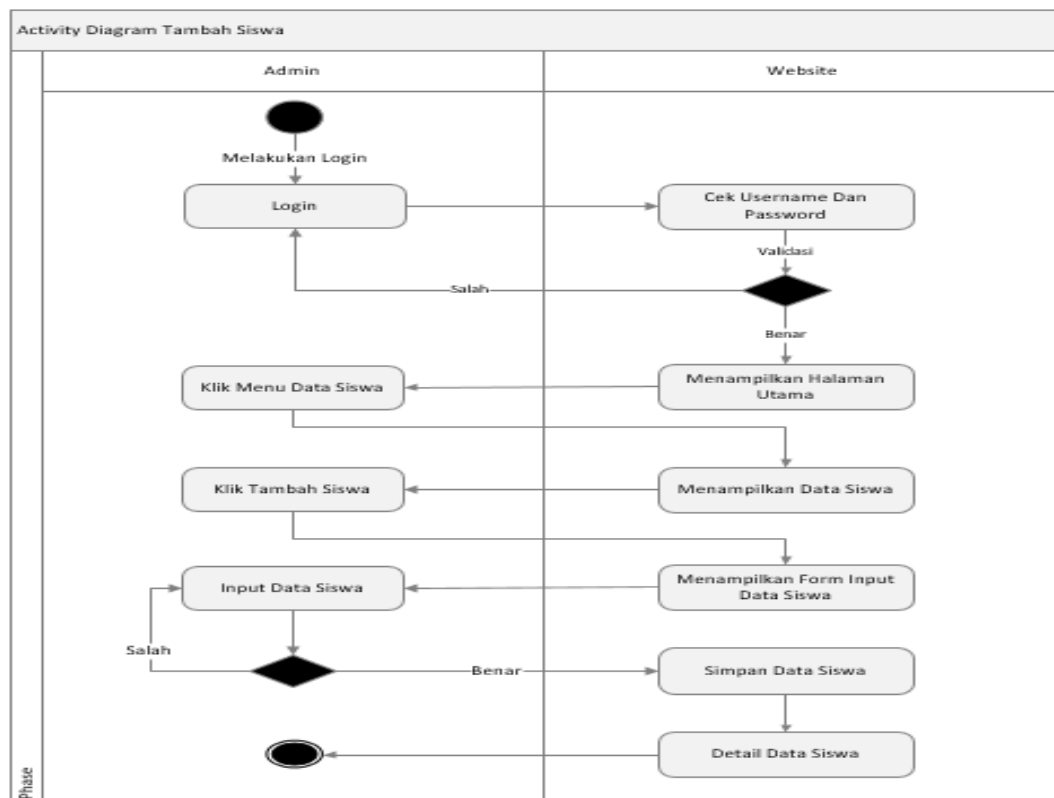 Activity Diagram Tambah Siswa
Admin
Website
Melakukan Login
Login
Cek Username Dan
Password
Validasi
Salah
Benar
Klik Menu Data Siswa
Menampilkan Halaman
Utama
Klik Tambah Siswa
Menampilkan Data Siswa
Input Data Siswa
Menampilkan Form Input
Data Siswa
Salah
Benar
Simpan Data Siswa
Detail Data Siswa
Phase